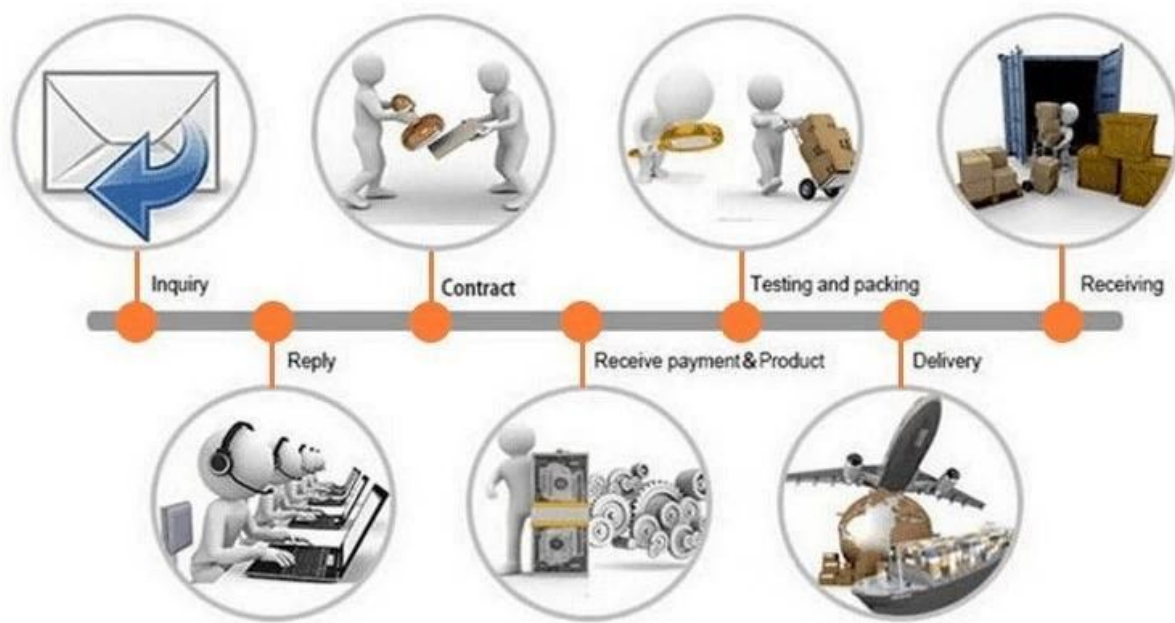 Inquiry
Contract
Testing and packing
Receiving
Reply
Receive payment&Product
Delivery